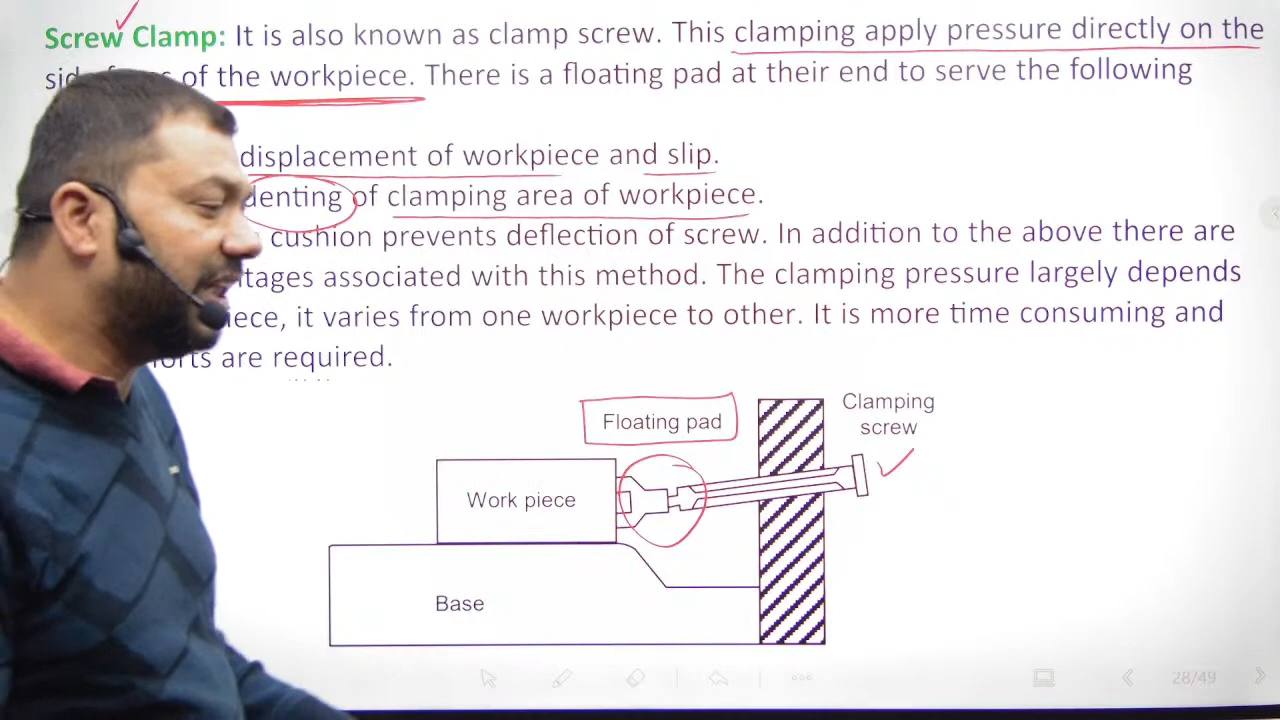 Screw Clamp: It is also known as clamp screw. This clamping apply pressure directly on the
of the workpiece. There is a floating pad at their end to serve the following
displacement of workpiece and slip.
denting of clamping area of workpiece.
cushion prevents deflection of screw. In addition to the above there are
associated with this method. The clamping pressure largely depends
it varies from one workpiece to other. It is more time consuming and
are required.
Floating pad
Clamping
screw
Work piece
Base
28/49